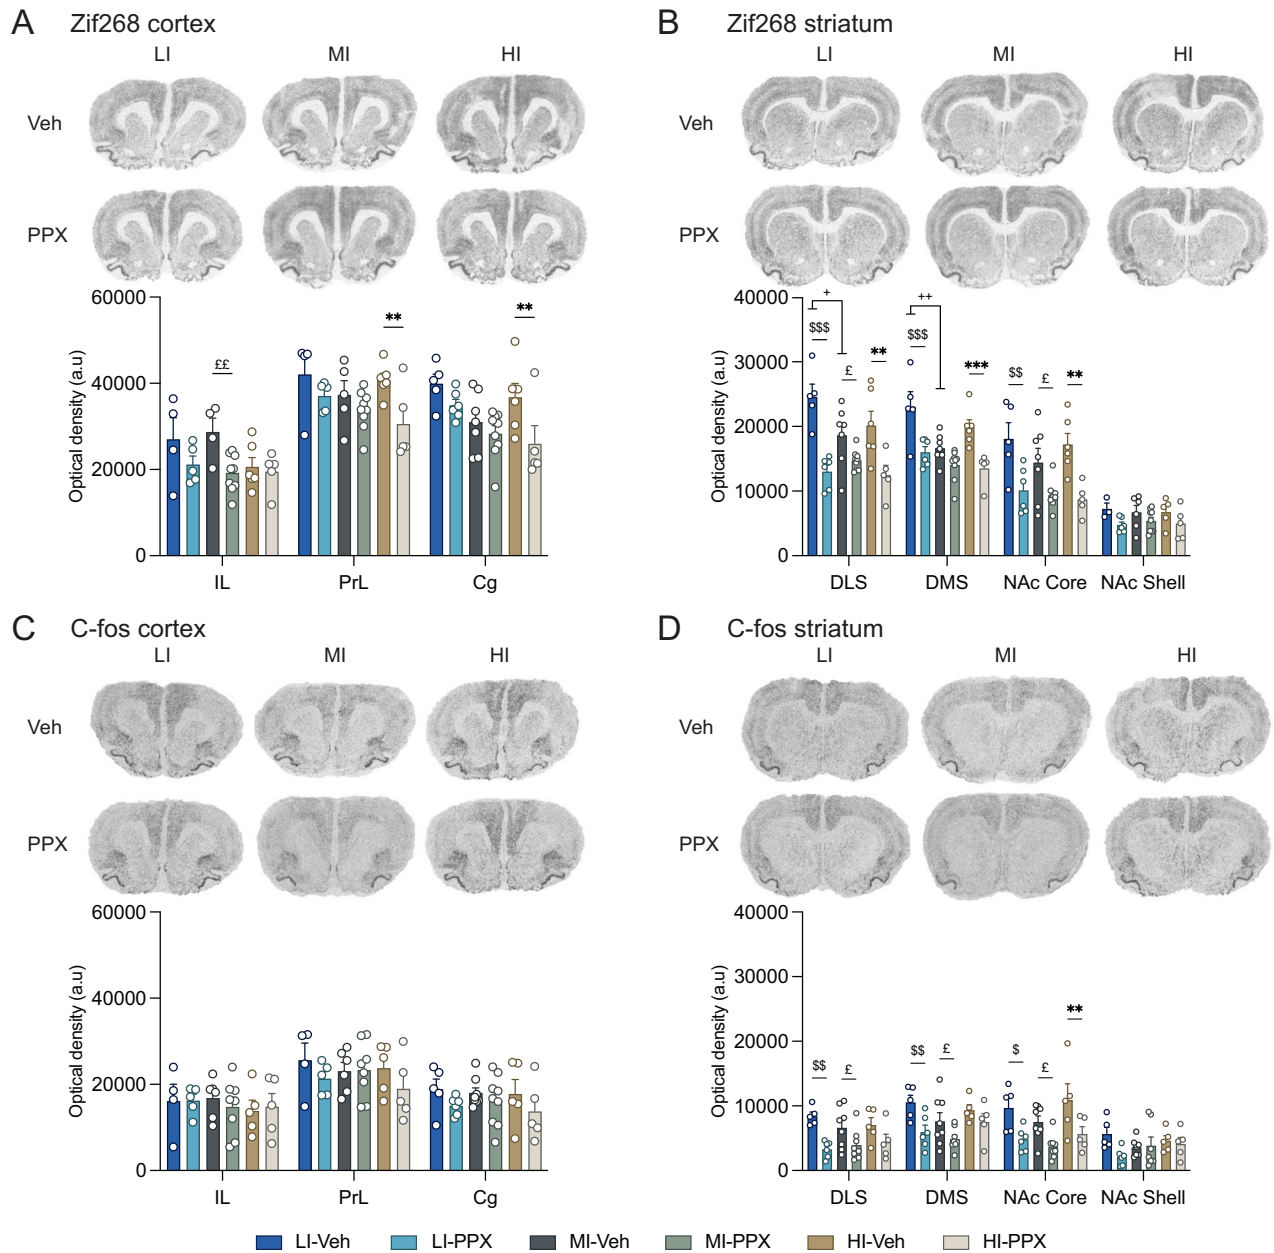 A Zif268 cortex
LI MI HI
Veh
PPX
60000
40000
20000
0
Optical density (a.u)
££
**
**
IL PrL Cg
B Zif268 striatum
LI MI HI
Veh
PPX
40000
30000
20000
10000
0
Optical density (a.u)
+
$$$
£
**
++
$$$
***
$$
£
**
DLS DMS NAc Core NAc Shell
C C-fos cortex
LI MI HI
Veh
PPX
60000
40000
20000
0
Optical density (a.u)
IL PrL Cg
D C-fos striatum
LI MI HI
Veh
PPX
40000
30000
20000
10000
0
Optical density (a.u)
$$
£
$$
£
$
£
**
DLS DMS NAc Core NAc Shell
LI-Veh LI-PPX MI-Veh MI-PPX HI-Veh HI-PPX